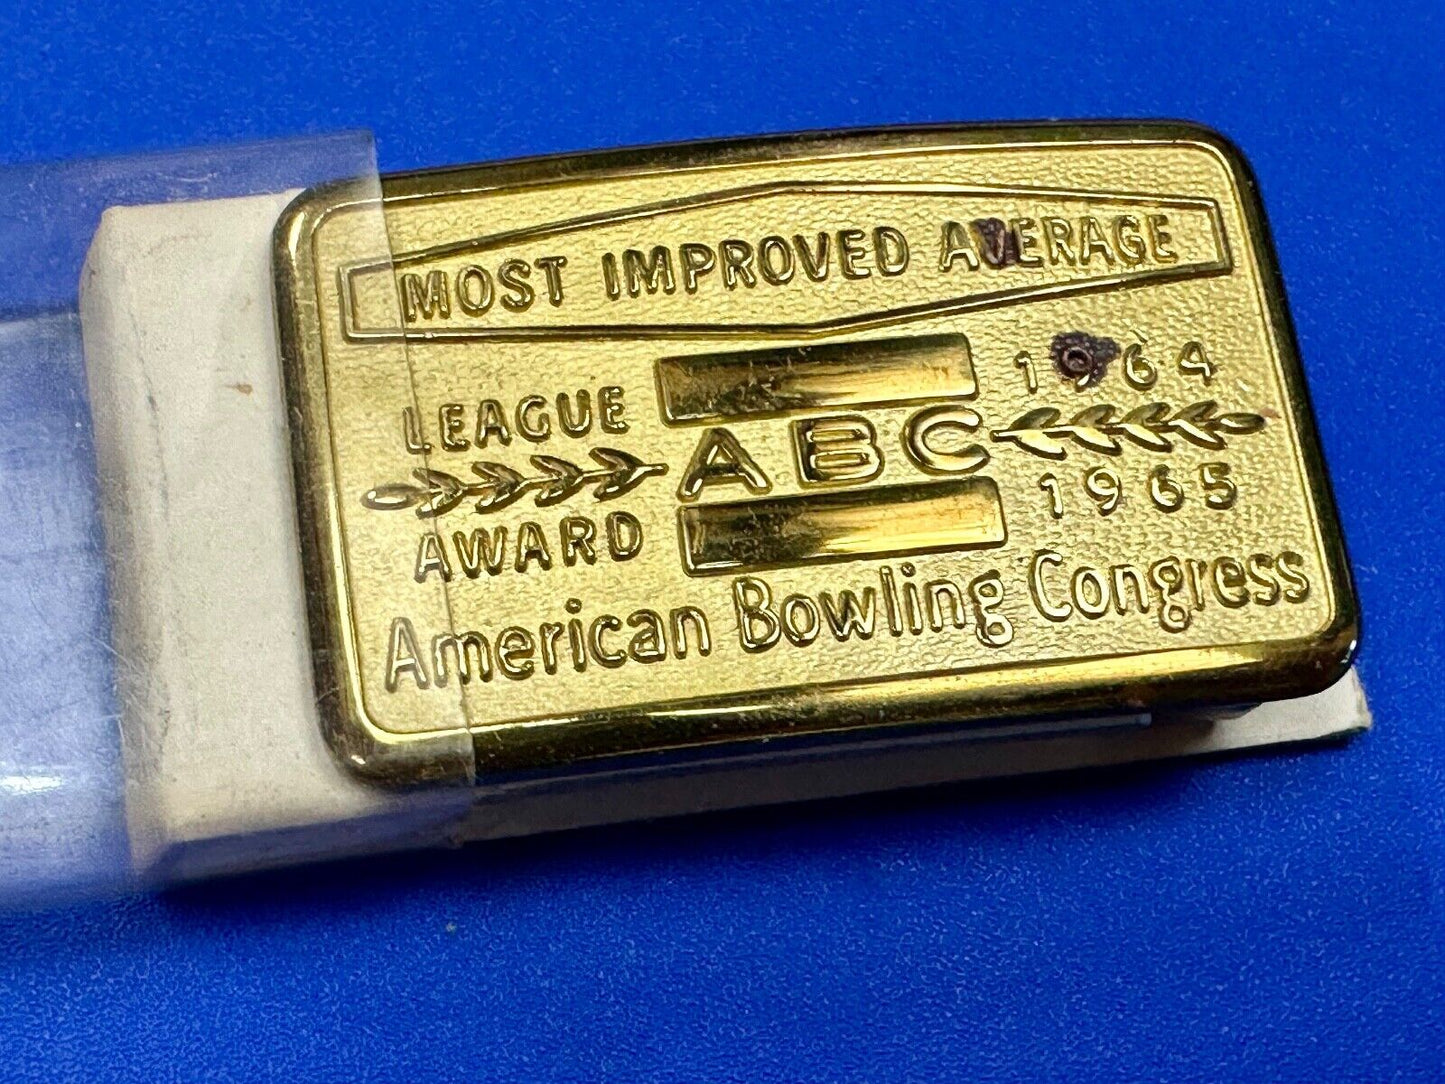 MOST IMPROVED AVERAGE
LEAGUE
AWARD
ABC
1964
1965
American Bowling Congress